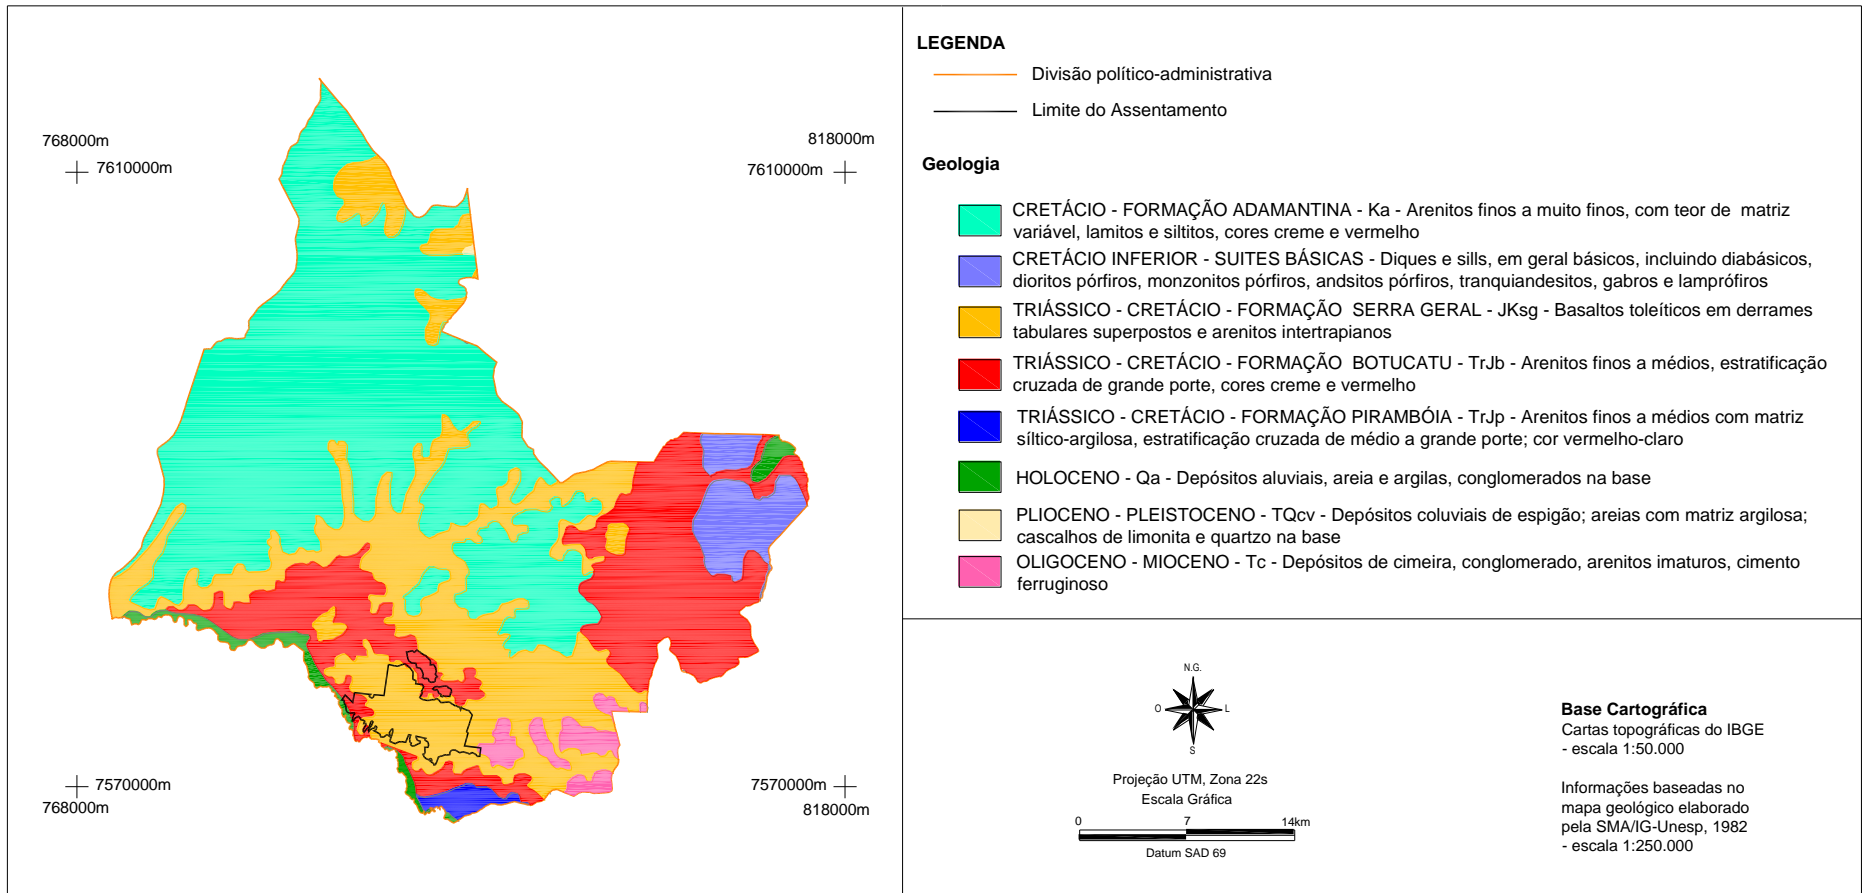 768000m
7610000m
818000m
7610000m
7570000m
768000m
7570000m
818000m
LEGENDA
Divisão político-administrativa
Limite do Assentamento
Geologia
CRETÁCIO - FORMAÇÃO ADAMANTINA - Ka - Arenitos finos a muito finos, com teor de matriz
variável, lamitos e siltitos, cores creme e vermelho
CRETÁCIO INFERIOR - SUITES BÁSICAS - Diques e sills, em geral básicos, incluindo diabásicos,
dioritos pórfiros, monzonitos pórfiros, andsitos pórfiros, tranquiandesitos, gabros e lamprófiros
TRIÁSSICO - CRETÁCIO - FORMAÇÃO SERRA GERAL - JKsg - Basaltos toleíticos em derrames
tabulares superpostos e arenitos intertrapianos
TRIÁSSICO - CRETÁCIO - FORMAÇÃO BOTUCATU - TrJb - Arenitos finos a médios, estratificação
cruzada de grande porte, cores creme e vermelho
TRIÁSSICO - CRETÁCIO - FORMAÇÃO PIRAMBÓIA - TrJp - Arenitos finos a médios com matriz
síltico-argilosa, estratificação cruzada de médio a grande porte; cor vermelho-claro
HOLOCENO - Qa - Depósitos aluviais, areia e argilas, conglomerados na base
PLIOCENO - PLEISTOCENO - TQcv - Depósitos coluviais de espigão; areias com matriz argilosa;
cascalhos de limonita e quartzo na base
OLIGOCENO - MIOCENO - Tc - Depósitos de cimeira, conglomerado, arenitos imaturos, cimento
ferruginoso
N.G.
O
L
S
Projeção UTM, Zona 22s
Escala Gráfica
0 7 14km
Datum SAD 69
Base Cartográfica
Cartas topográficas do IBGE
- escala 1:50.000
Informações baseadas no
mapa geológico elaborado
pela SMA/IG-Unesp, 1982
- escala 1:250.000